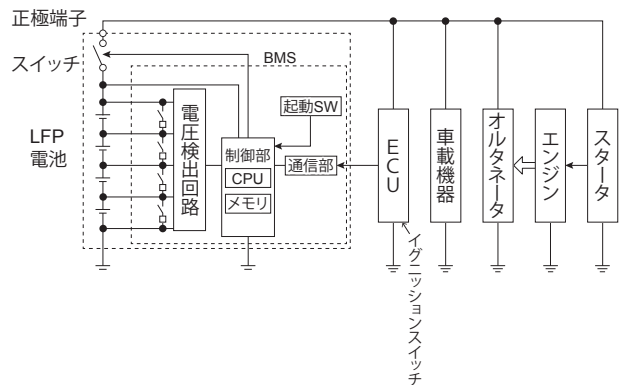 正極端子
スイッチ
BMS
LFP
電池
電圧検出回路
起動SW
制御部
CPU
メモリ
通信部
ECU
車載機器
オルタネータ
エンジン
スタータ
イグニッションスイッチ